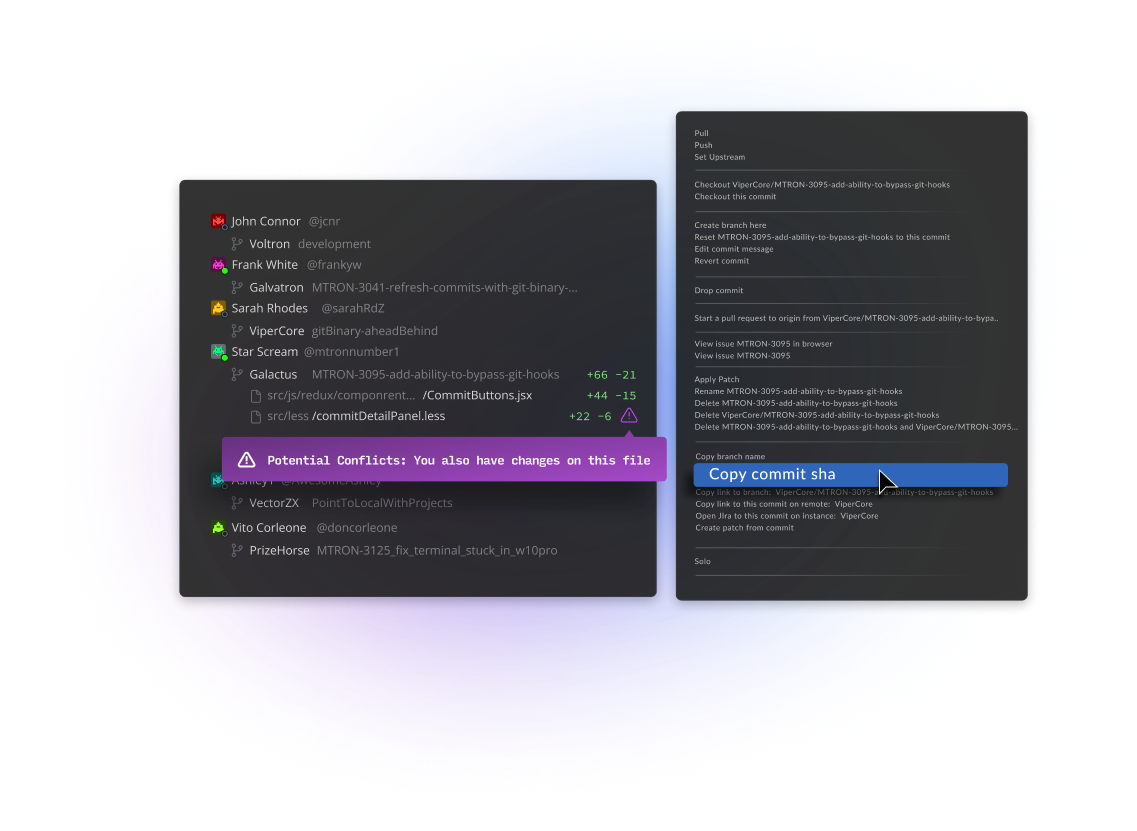 John Connor @jcnr
Voltron development
Frank White @frankyw
Galvatron MTRON-3041-refresh-commits-with-git-binary-...
Sarah Rhodes @sarahRdZ
ViperCore gitBinary-aheadBehind
Star Scream @mtronnumber1
Galactus MTRON-3095-add-ability-to-bypass-git-hooks +66 -21
src/js/redux/componrent... /CommitButtons.jsx +44 -15
src/less /commitDetailPanel.less +22 -6
Potential Conflicts: You also have changes on this file
Ashley1 @AwesomeAshley
VectorZX PointToLocalWithProjects
Vito Corleone @doncorleone
PrizeHorse MTRON-3125_fix_terminal_stuck_in_w10pro
Pull
Push
Set Upstream
Checkout ViperCore/MTRON-3095-add-ability-to-bypass-git-hooks
Checkout this commit
Create branch here
Reset MTRON-3095-add-ability-to-bypass-git-hooks to this commit
Edit commit message
Revert commit
Drop commit
Start a pull request to origin from ViperCore/MTRON-3095-add-ability-to-bypa..
View issue MTRON-3095 in browser
View issue MTRON-3095
Apply Patch
Rename MTRON-3095-add-ability-to-bypass-git-hooks
Delete MTRON-3095-add-ability-to-bypass-git-hooks
Delete ViperCore/MTRON-3095-add-ability-to-bypass-git-hooks
Delete MTRON-3095-add-ability-to-bypass-git-hooks and ViperCore/MTRON-3095...
Copy branch name
Copy commit sha
Copy link to branch: ViperCore/MTRON-3095-add-ability-to-bypass-git-hooks
Copy link to this commit on remote: ViperCore
Open JIra to this commit on instance: ViperCore
Create patch from commit
Solo